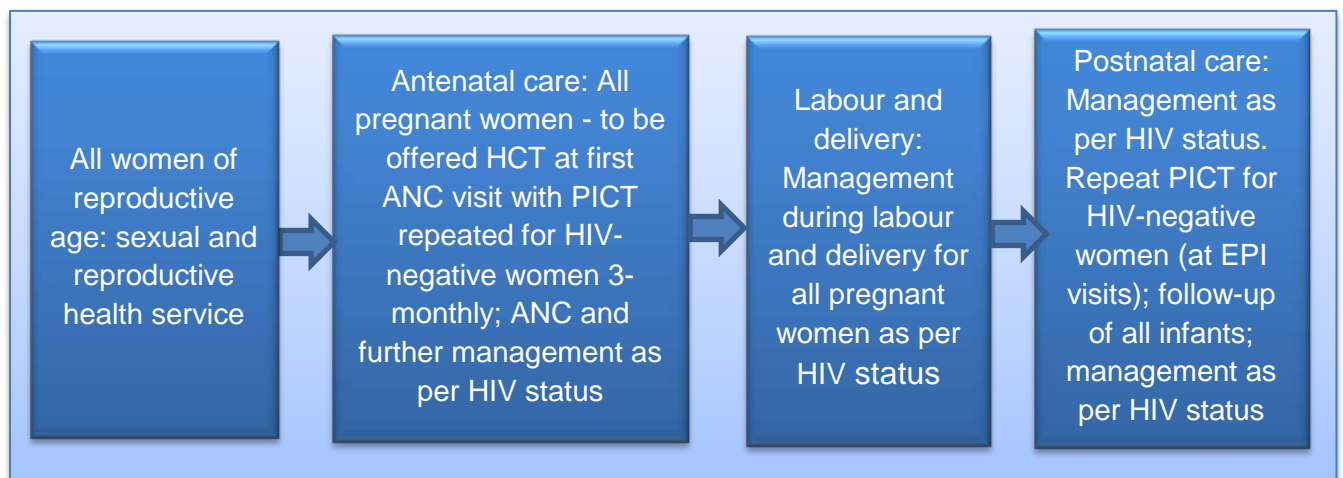 All women of
reproductive
age: sexual and
reproductive
health service
Antenatal care: All
pregnant women - to be
offered HCT at first
ANC visit with PICT
repeated for HIV-
negative women 3-
monthly; ANC and
further management as
per HIV status
Labour and
delivery:
Management
during labour
and delivery for
all pregnant
women as per
HIV status
Postnatal care:
Management as
per HIV status.
Repeat PICT for
HIV-negative
women (at EPI
visits); follow-up
of all infants;
management as
per HIV status